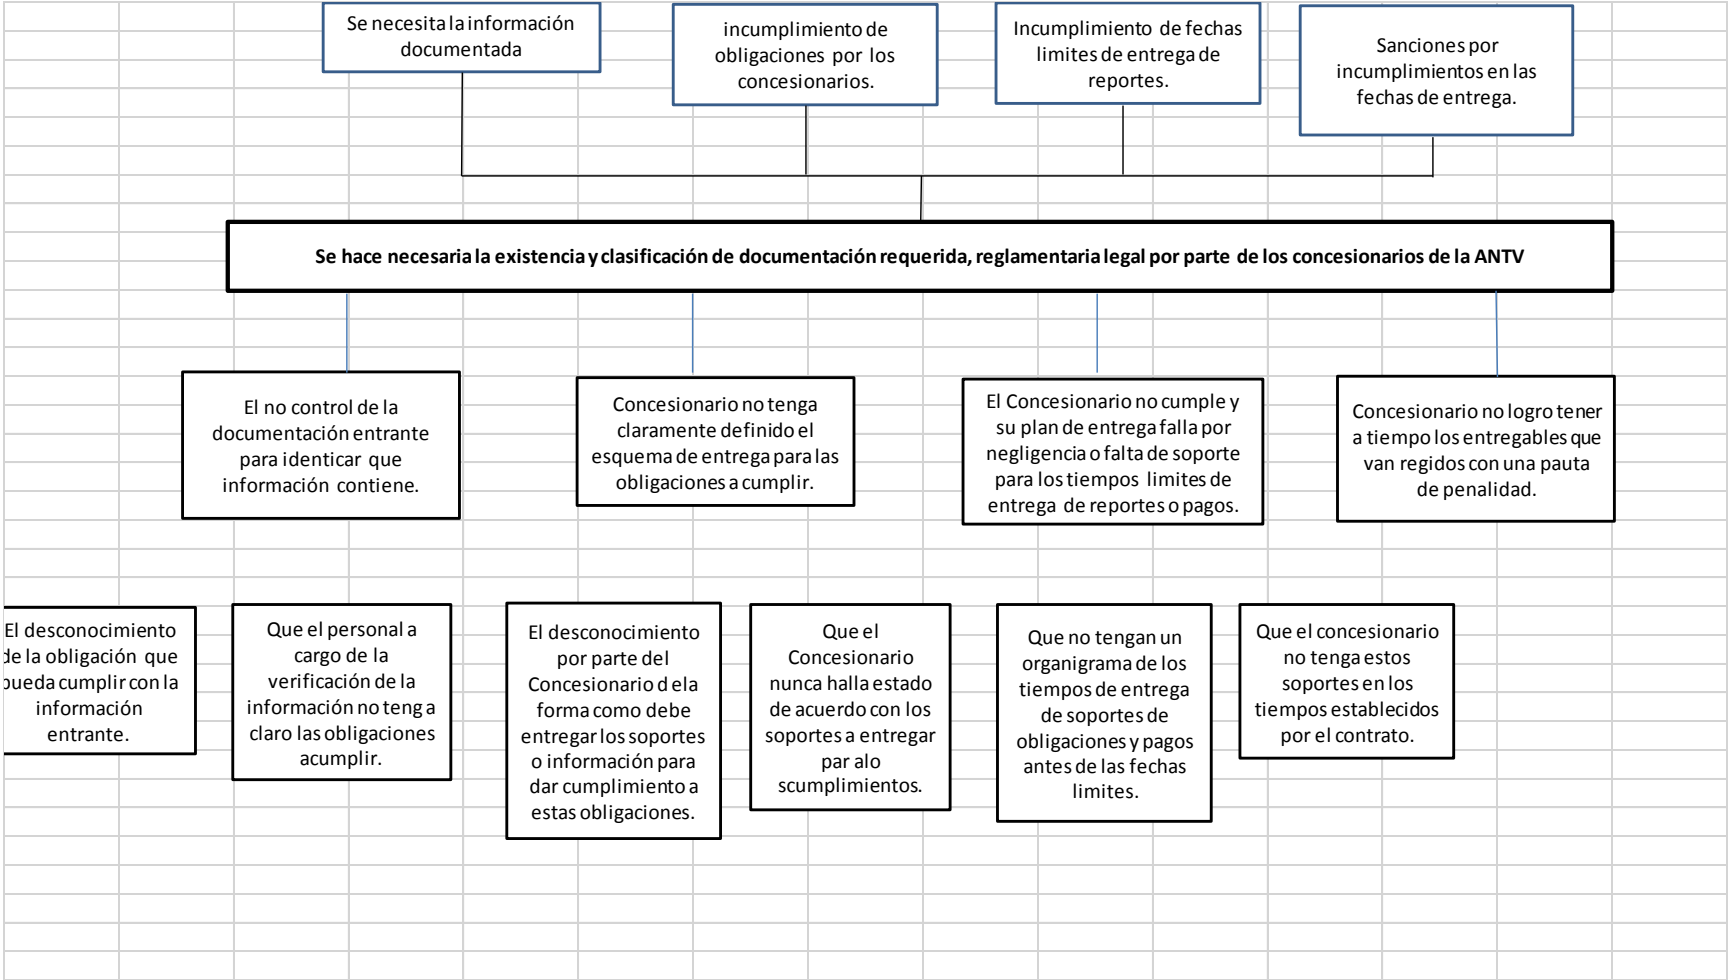 Se necesita la información
documentada
incumplimiento de
obligaciones por los
concesionarios.
Incumplimiento de fechas
limites de entrega de
reportes.
Sanciones por
incumplimientos en las
fechas de entrega.
Se hace necesaria la existencia y clasificación de documentación requerida, reglamentaria legal por parte de los concesionarios de la ANTV
El no control de la
documentación entrante
para identicar que
información contiene.
Concesionario no tenga
claramente definido el
esquema de entrega para las
obligaciones a cumplir.
El Concesionario no cumple y
su plan de entrega falla por
negligencia o falta de soporte
para los tiempos limites de
entrega de reportes o pagos.
Concesionario no logro tener
a tiempo los entregables que
van regidos con una pauta
de penalidad.
El desconocimiento
de la obligación que
pueda cumplir con la
información
entrante.
Que el personal a
cargo de la
verificación de la
información no teng a
claro las obligaciones
acumplir.
El desconocimiento
por parte del
Concesionario d ela
forma como debe
entregar los soportes
o información para
dar cumplimiento a
estas obligaciones.
Que el
Concesionario
nunca halla estado
de acuerdo con los
soportes a entregar
par alo
scumplimientos.
Que no tengan un
organigrama de los
tiempos de entrega
de soportes de
obligaciones y pagos
antes de las fechas
limites.
Que el concesionario
no tenga estos
soportes en los
tiempos establecidos
por el contrato.